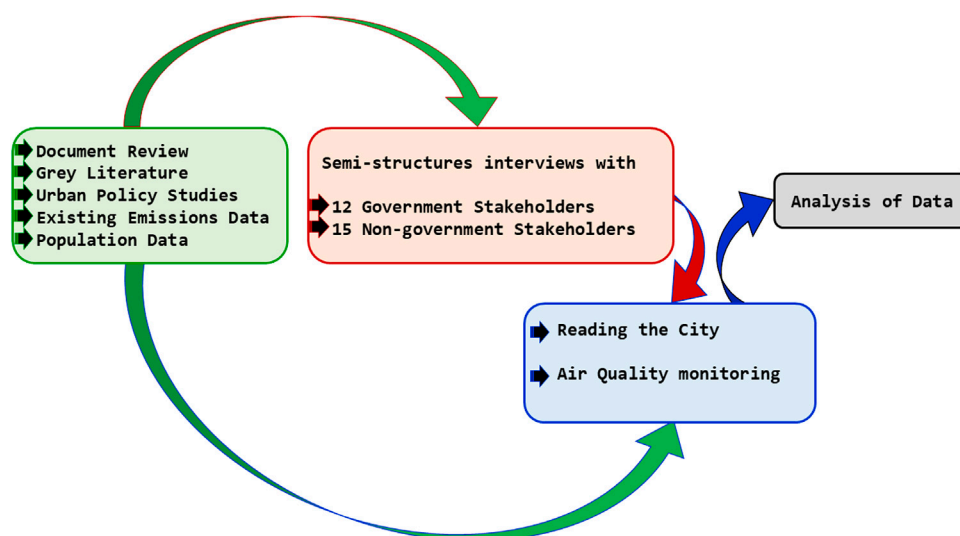 Document Review
Grey Literature
Urban Policy Studies
Existing Emissions Data
Population Data
Semi-structures interviews with
12 Government Stakeholders
15 Non-government Stakeholders
Reading the City
Air Quality monitoring
Analysis of Data